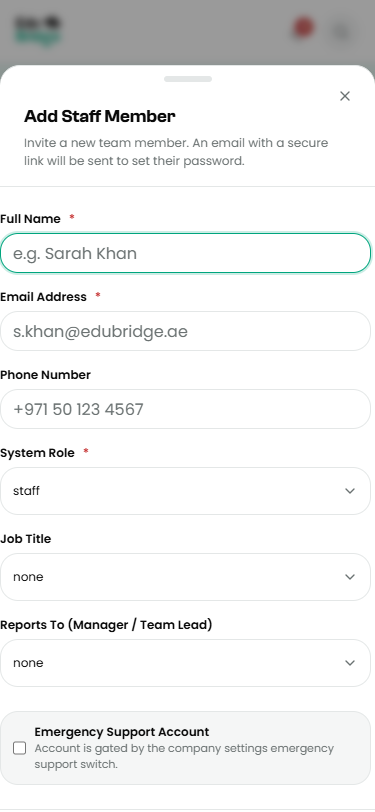 Add Staff Member
Invite a new team member. An email with a secure
link will be sent to set their password.
Full Name *
e.g. Sarah Khan
Email Address *
s.khan@edubridge.ae
Phone Number
+971 50 123 4567
System Role *
staff
Job Title
none
Reports To (Manager / Team Lead)
none
Emergency Support Account
Account is gated by the company settings emergency
support switch.